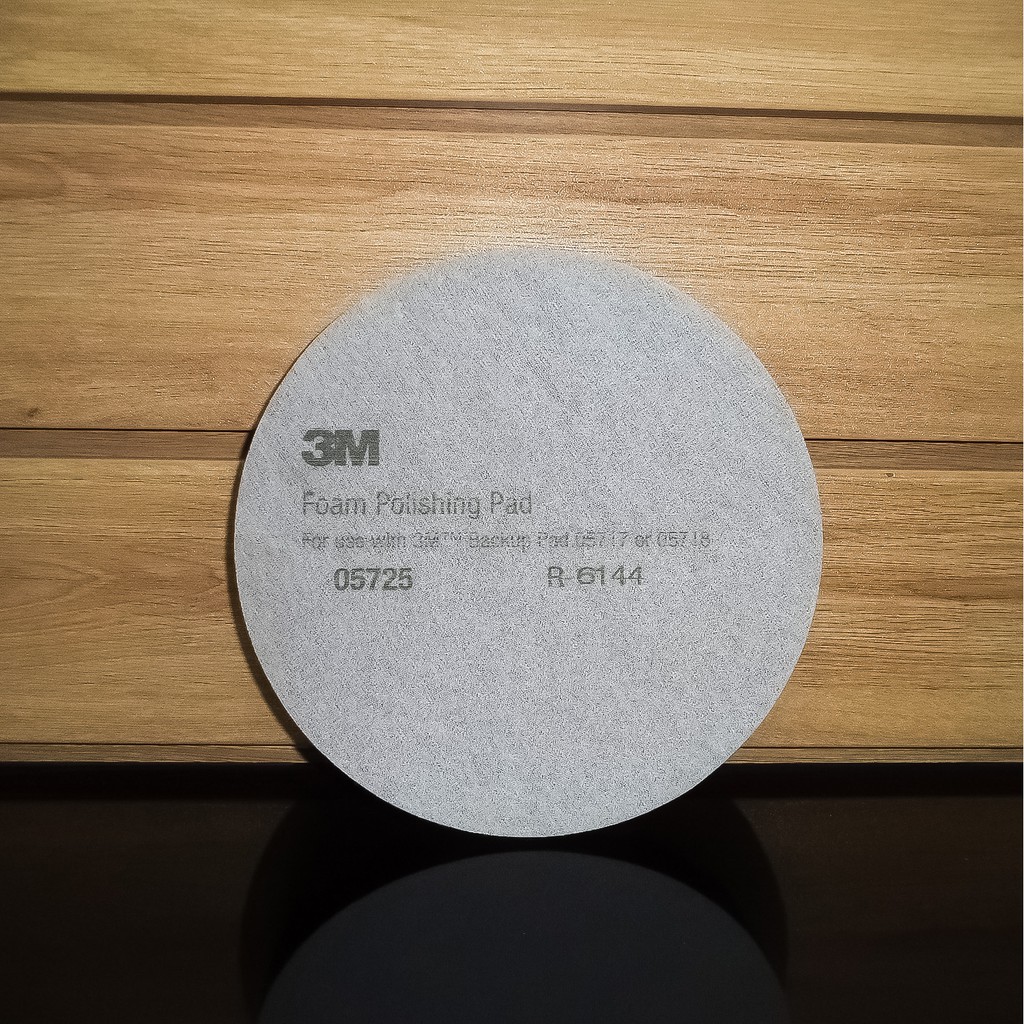 3M
Foam Polishing Pad
For use with 3M™ Backup Pad 05717 or 05718
05725 R 6144